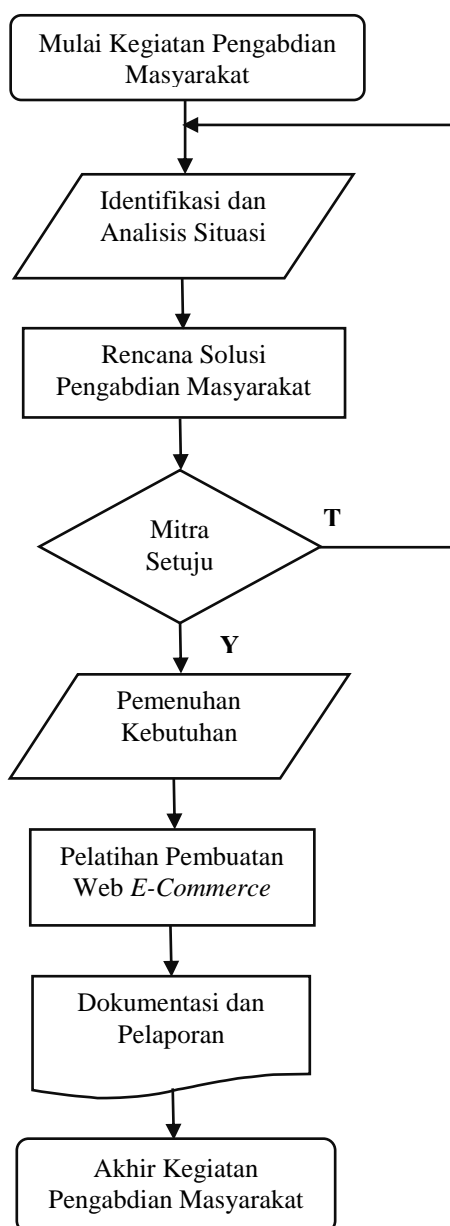 Mulai Kegiatan Pengabdian
Masyarakat
Identifikasi dan
Analisis Situasi
Rencana Solusi
Pengabdian Masyarakat
Mitra
Setuju
T
Y
Pemenuhan
Kebutuhan
Pelatihan Pembuatan
Web E-Commerce
Dokumentasi dan
Pelaporan
Akhir Kegiatan
Pengabdian Masyarakat